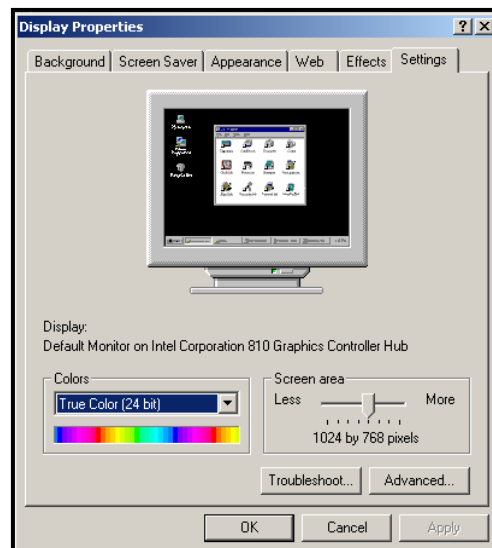 Display Properties
Background Screen Saver Appearance Web Effects Settings
Display:
Default Monitor on Intel Corporation 810 Graphics Controller Hub
Colors
True Color (24 bit)
Screen area
Less More
1024 by 768 pixels
Troubleshoot... Advanced...
OK Cancel Apply